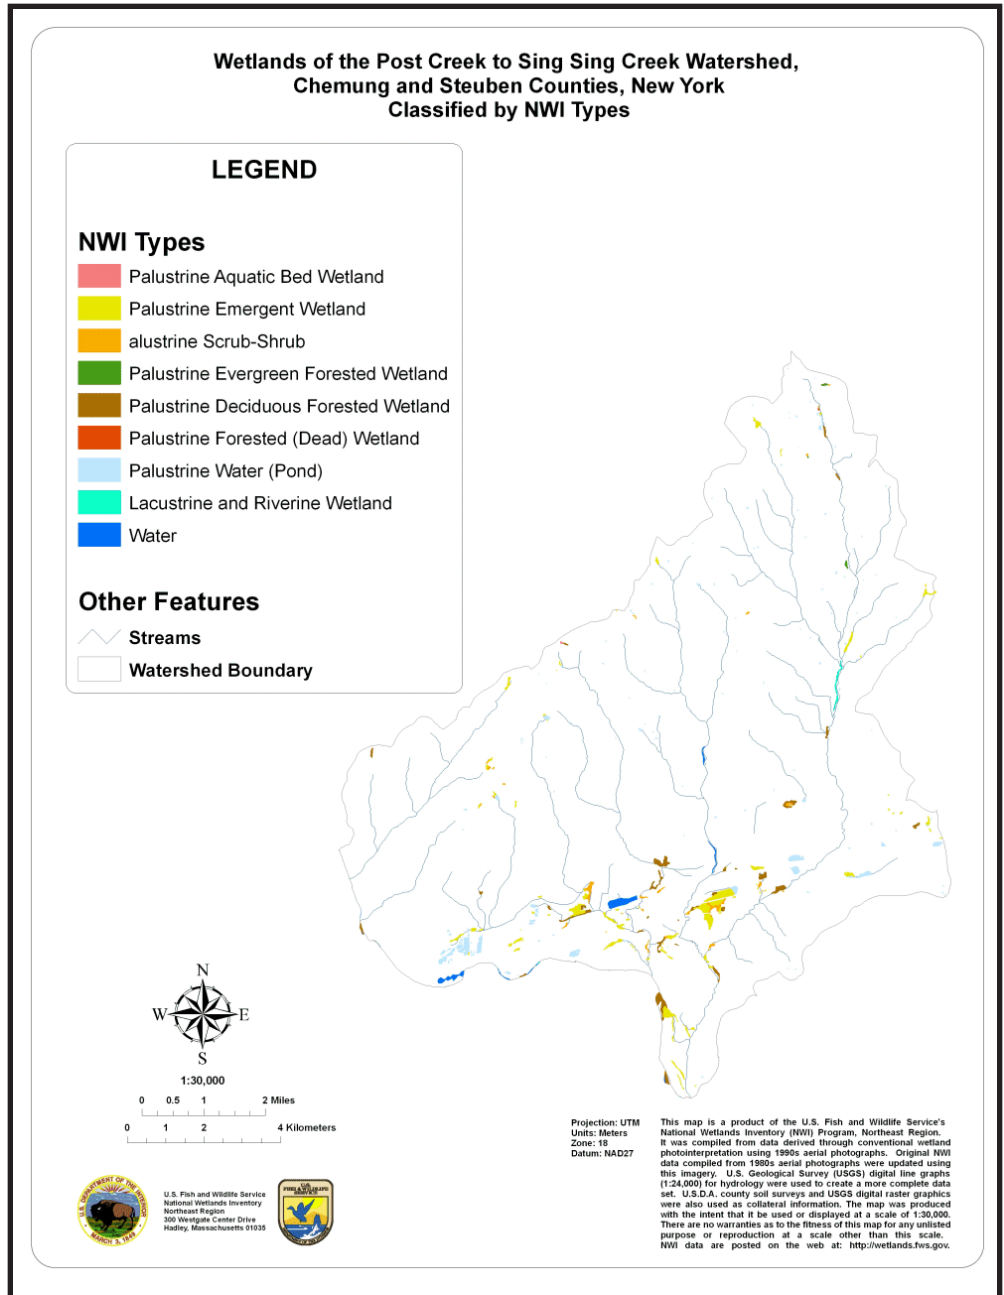 Wetlands of the Post Creek to Sing Sing Creek Watershed,
Chemung and Steuben Counties, New York
Classified by NWI Types
LEGEND
NWI Types
Palustrine Aquatic Bed Wetland
Palustrine Emergent Wetland
alustrine Scrub-Shrub
Palustrine Evergreen Forested Wetland
Palustrine Deciduous Forested Wetland
Palustrine Forested (Dead) Wetland
Palustrine Water (Pond)
Lacustrine and Riverine Wetland
Water
Other Features
Streams
Watershed Boundary
N
W E
S
1:30,000
0 0.5 1 2 Miles
0 1 2 4 Kilometers
U.S. DEPARTMENT OF THE INTERIOR
MARCH 3, 1849
U.S. Fish and Wildlife Service
National Wetlands Inventory
Northeast Region
300 Westgate Center Drive
Hadley, Massachusetts 01035
U.S.
FISH & WILDLIFE
SERVICE
Projection: UTM
Units: Meters
Zone: 18
Datum: NAD27
This map is a product of the U.S. Fish and Wildlife Service's
National Wetlands Inventory (NWI) Program, Northeast Region.
It was compiled from data derived through conventional wetland
photointerpretation using 1990s aerial photographs. Original NWI
data compiled from 1980s aerial photographs were updated using
this imagery. U.S. Geological Survey (USGS) digital line graphs
(1:24,000) for hydrology were used to create a more complete data
set. U.S.D.A. county soil surveys and USGS digital raster graphics
were also used as collateral information. The map was produced
with the intent that it be used or displayed at a scale of 1:30,000.
There are no warranties as to the fitness of this map for any unlisted
purpose or reproduction at a scale other than this scale.
NWI data are posted on the web at: http://wetlands.fws.gov.